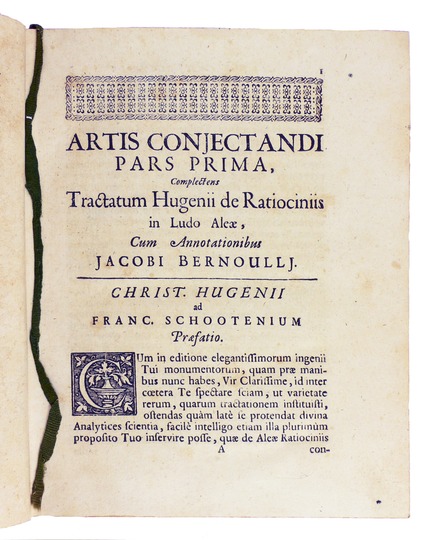 1
ARTIS CONJECTANDI
PARS PRIMA,
Complectens
Tractatum Hugenii de Ratiociniis
in Ludo Aleæ,
Cum Annotationibus
JACOBI BERNOULLJ.
CHRIST. HUGENII
ad
FRANC. SCHOOTENIUM
Præfatio.
CUm in editione elegantissimorum ingenii
Tui monumentorum, quam præ mani-
bus nunc habes, Vir Clarissime, id inter
cœtera Te spectare sciam, ut varietate
rerum, quarum tractationem instituisti,
ostendas quàm latè se protendat divina
Analytices scientia, facilè intelligo etiam illa plurimùm
proposito Tuo inservire posse, quæ de Aleæ Ratiociniis
A con-